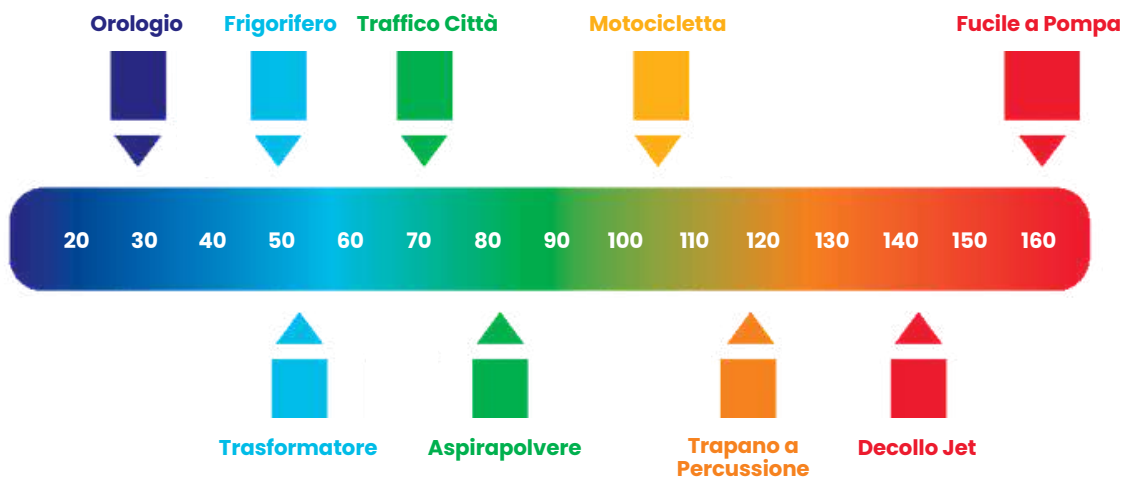 Orologio
Frigorifero
Traffico Città
Motocicletta
Fucile a Pompa
20 30 40 50 60 70 80 90 100 110 120 130 140 150 160
Trasformatore
Aspirapolvere
Trapano a
Percussione
Decollo Jet